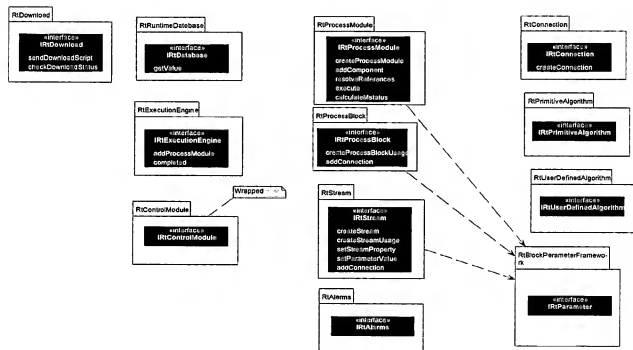 RtDownload
«interface»
IRtDownload
sendDownloadScript
checkDownloadStatus
RtRuntimeDatabase
«interface»
IRtDatabase
getValue
RtExecutionEngine
«interface»
IRtExecutionEngine
addProcessModule
completed
Wrapped
RtControlModule
«interface»
IRtControlModule
RtProcessModule
«interface»
IRtProcessModule
createProcessModule
addComponent
resolveReferences
execute
calculateMstatus
RtProcessBlock
«interface»
IRtProcessBlock
createProcessBlockUsage
addConnection
RtStream
«interface»
IRtStream
createStream
createStreamUsage
setStreamProperty
setParameterValue
addConnection
RtAlarms
«interface»
IRtAlarms
RtConnection
«interface»
IRtConnection
createConnection
RtPrimitiveAlgorithm
«interface»
IRtPrimitiveAlgorithm
RtUserDefinedAlgorithm
«interface»
IRtUserDefinedAlgorithm
RtBlockParameterFramewo-
rk
«interface»
IRtParameter